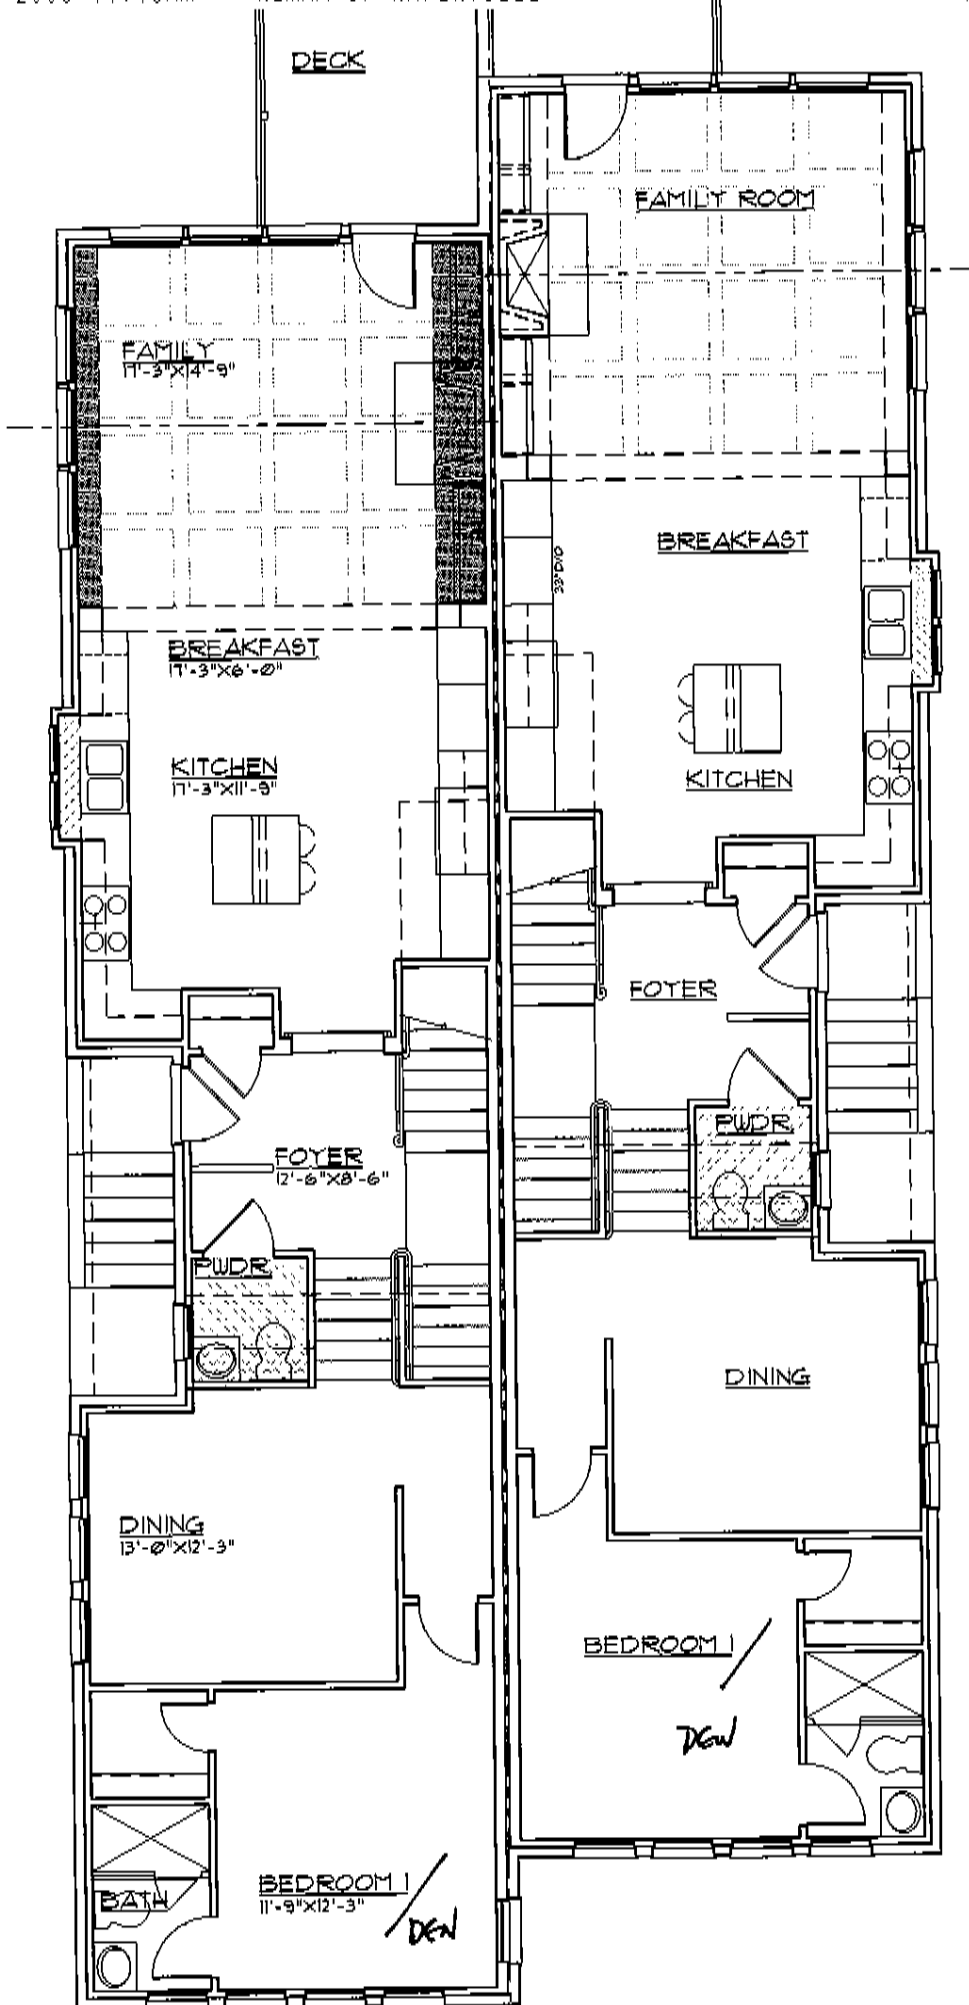 DECK
FAMILY ROOM
FAMILY
17'-3"X14'-9"
BREAKFAST
BREAKFAST
17'-3"X6'-0"
KITCHEN
17'-3"X11'-9"
KITCHEN
FOYER
PWDR
FOYER
12'-6"X8'-6"
PWDR
DINING
DINING
13'-0"X12'-3"
BEDROOM 1 /
DEN
BEDROOM 1 /
11'-9"X12'-3"
DEN
BATH